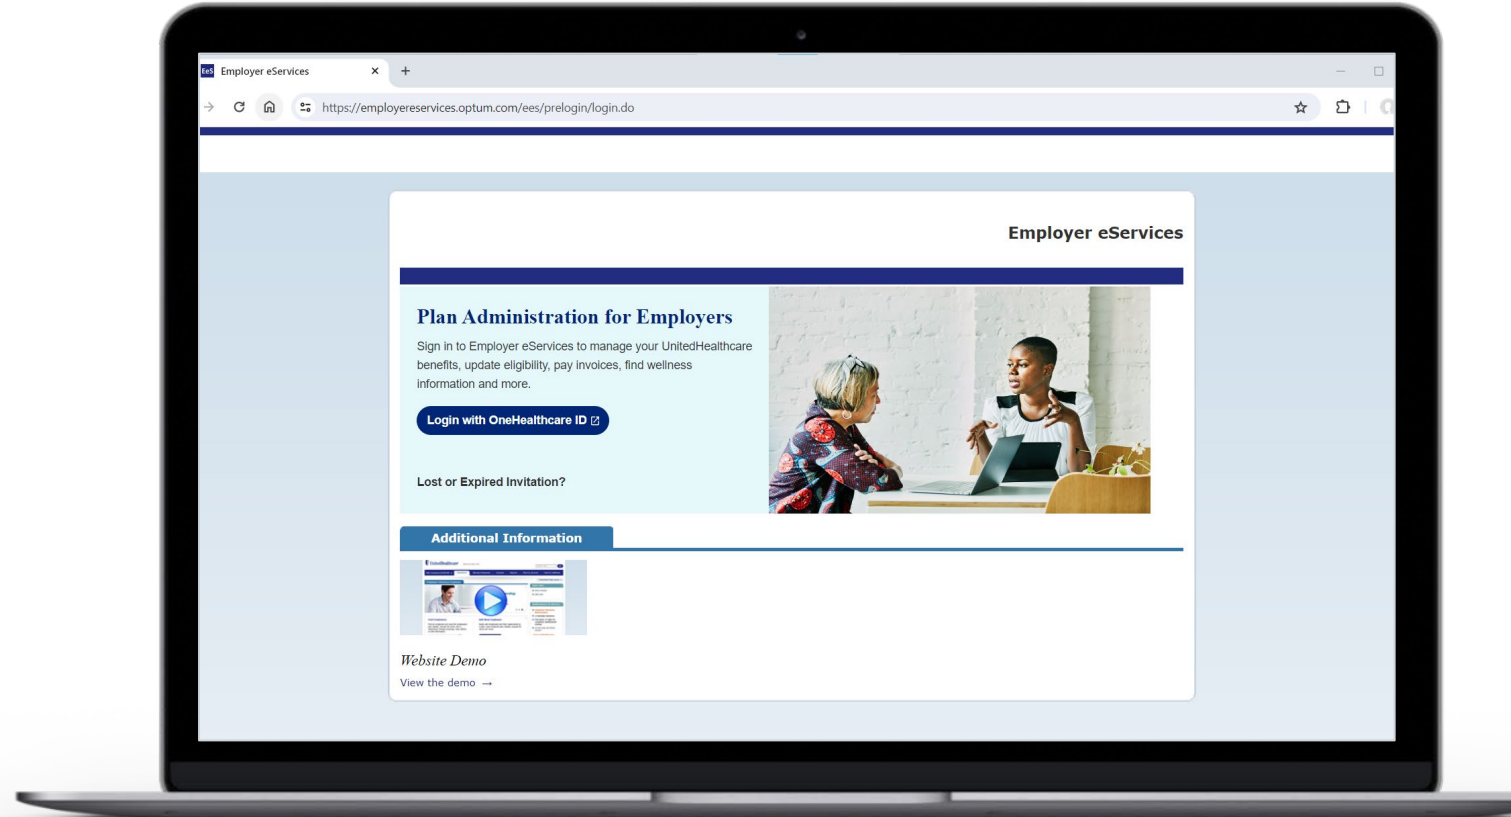 EeS Employer eServices
https://employereservices.optum.com/ees/prelogin/login.do
Employer eServices
Plan Administration for Employers
Sign in to Employer eServices to manage your UnitedHealthcare
benefits, update eligibility, pay invoices, find wellness
information and more.
Login with OneHealthcare ID
Lost or Expired Invitation?
Additional Information
UnitedHealthcare
Website Demo
View the demo →